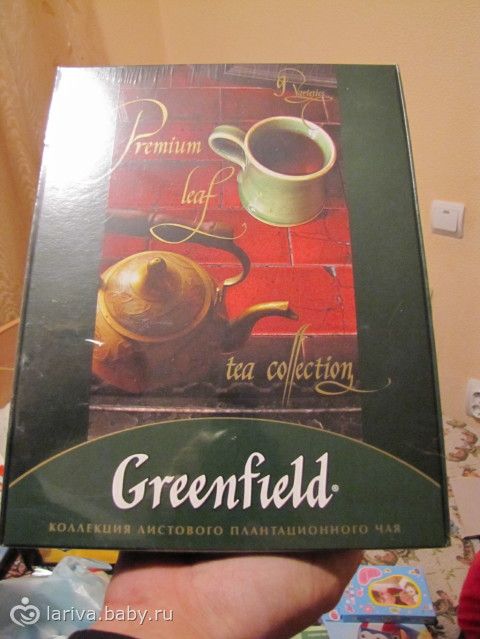 9 Varieties
Premium
leaf
tea collection
Greenfield®
КОЛЛЕКЦИЯ ЛИСТОВОГО ПЛАНТАЦИОННОГО ЧАЯ
lariva.baby.ru